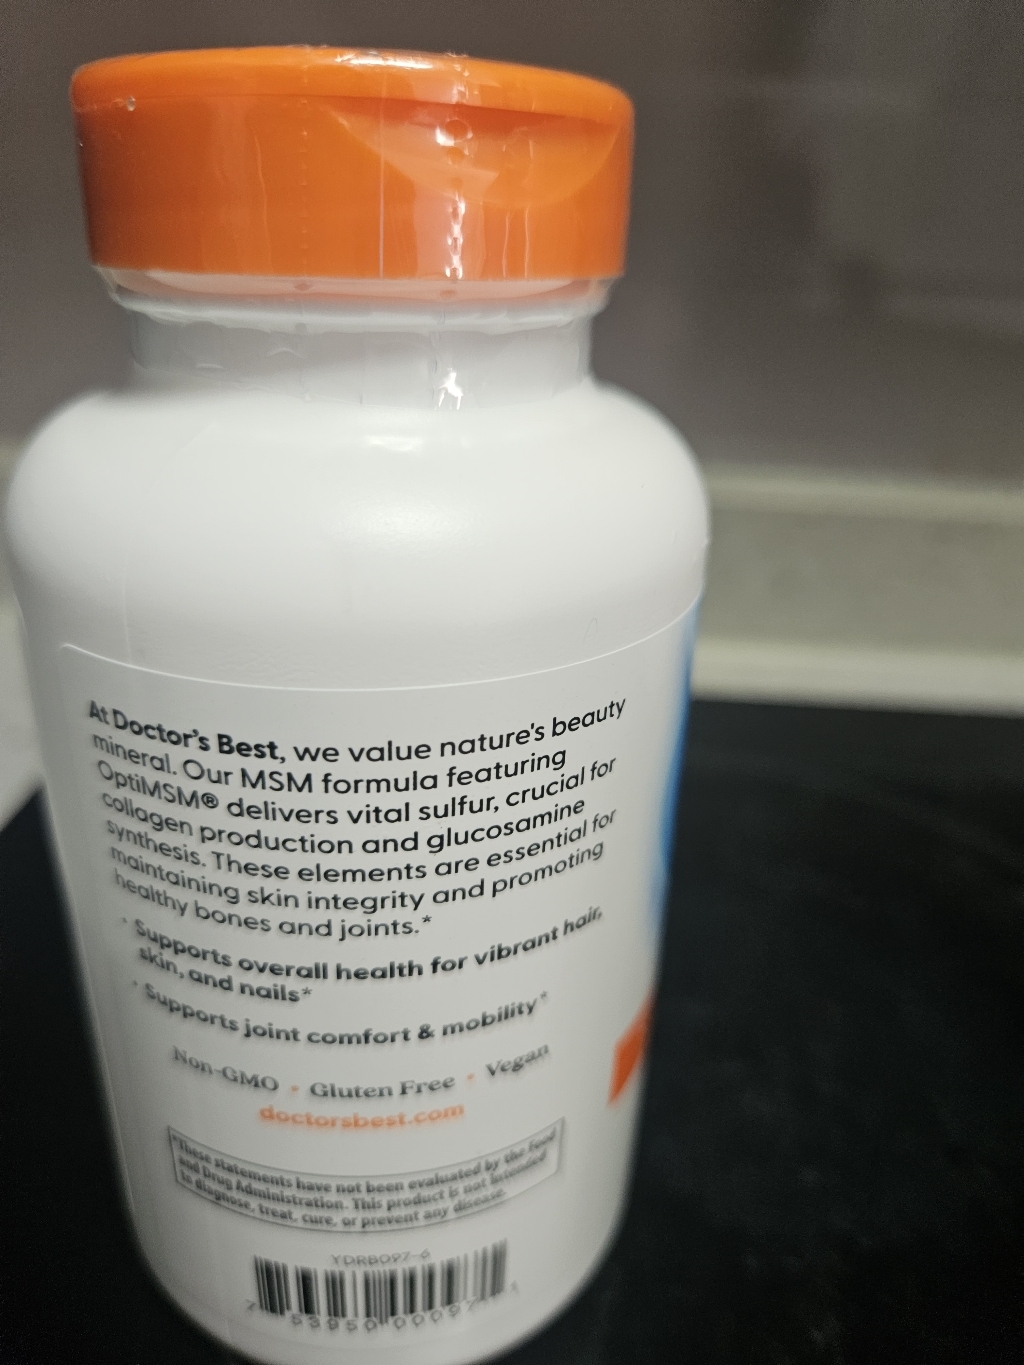 At Doctor's Best, we value nature's beauty
mineral. Our MSM formula featuring
OptiMSM® delivers vital sulfur, crucial for
collagen production and glucosamine
synthesis. These elements are essential for
maintaining skin integrity and promoting
healthy bones and joints.*
• Supports overall health for vibrant hair,
skin, and nails*
• Supports joint comfort & mobility*
Non-GMO • Gluten Free • Vegan
doctorsbest.com
*These statements have not been evaluated by the Food
and Drug Administration. This product is not intended
to diagnose, treat, cure, or prevent any disease.
YDRB097-6
7 53950 00097 1